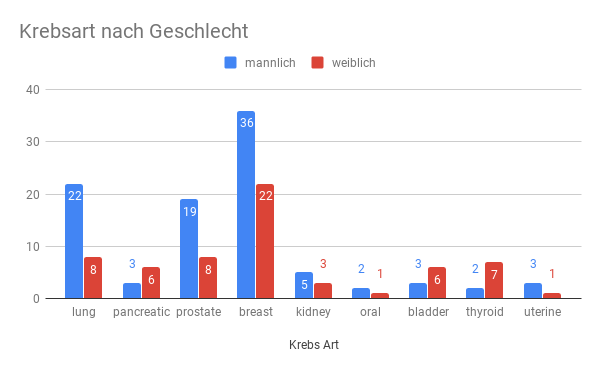 Krebsart nach Geschlecht
mannlich weiblich
40
30
20
10
0
22 8 3 6 19 8 36 22 5 3 2 1 3 6 2 7 3 1
lung pancreatic prostate breast kidney oral bladder thyroid uterine
Krebs Art